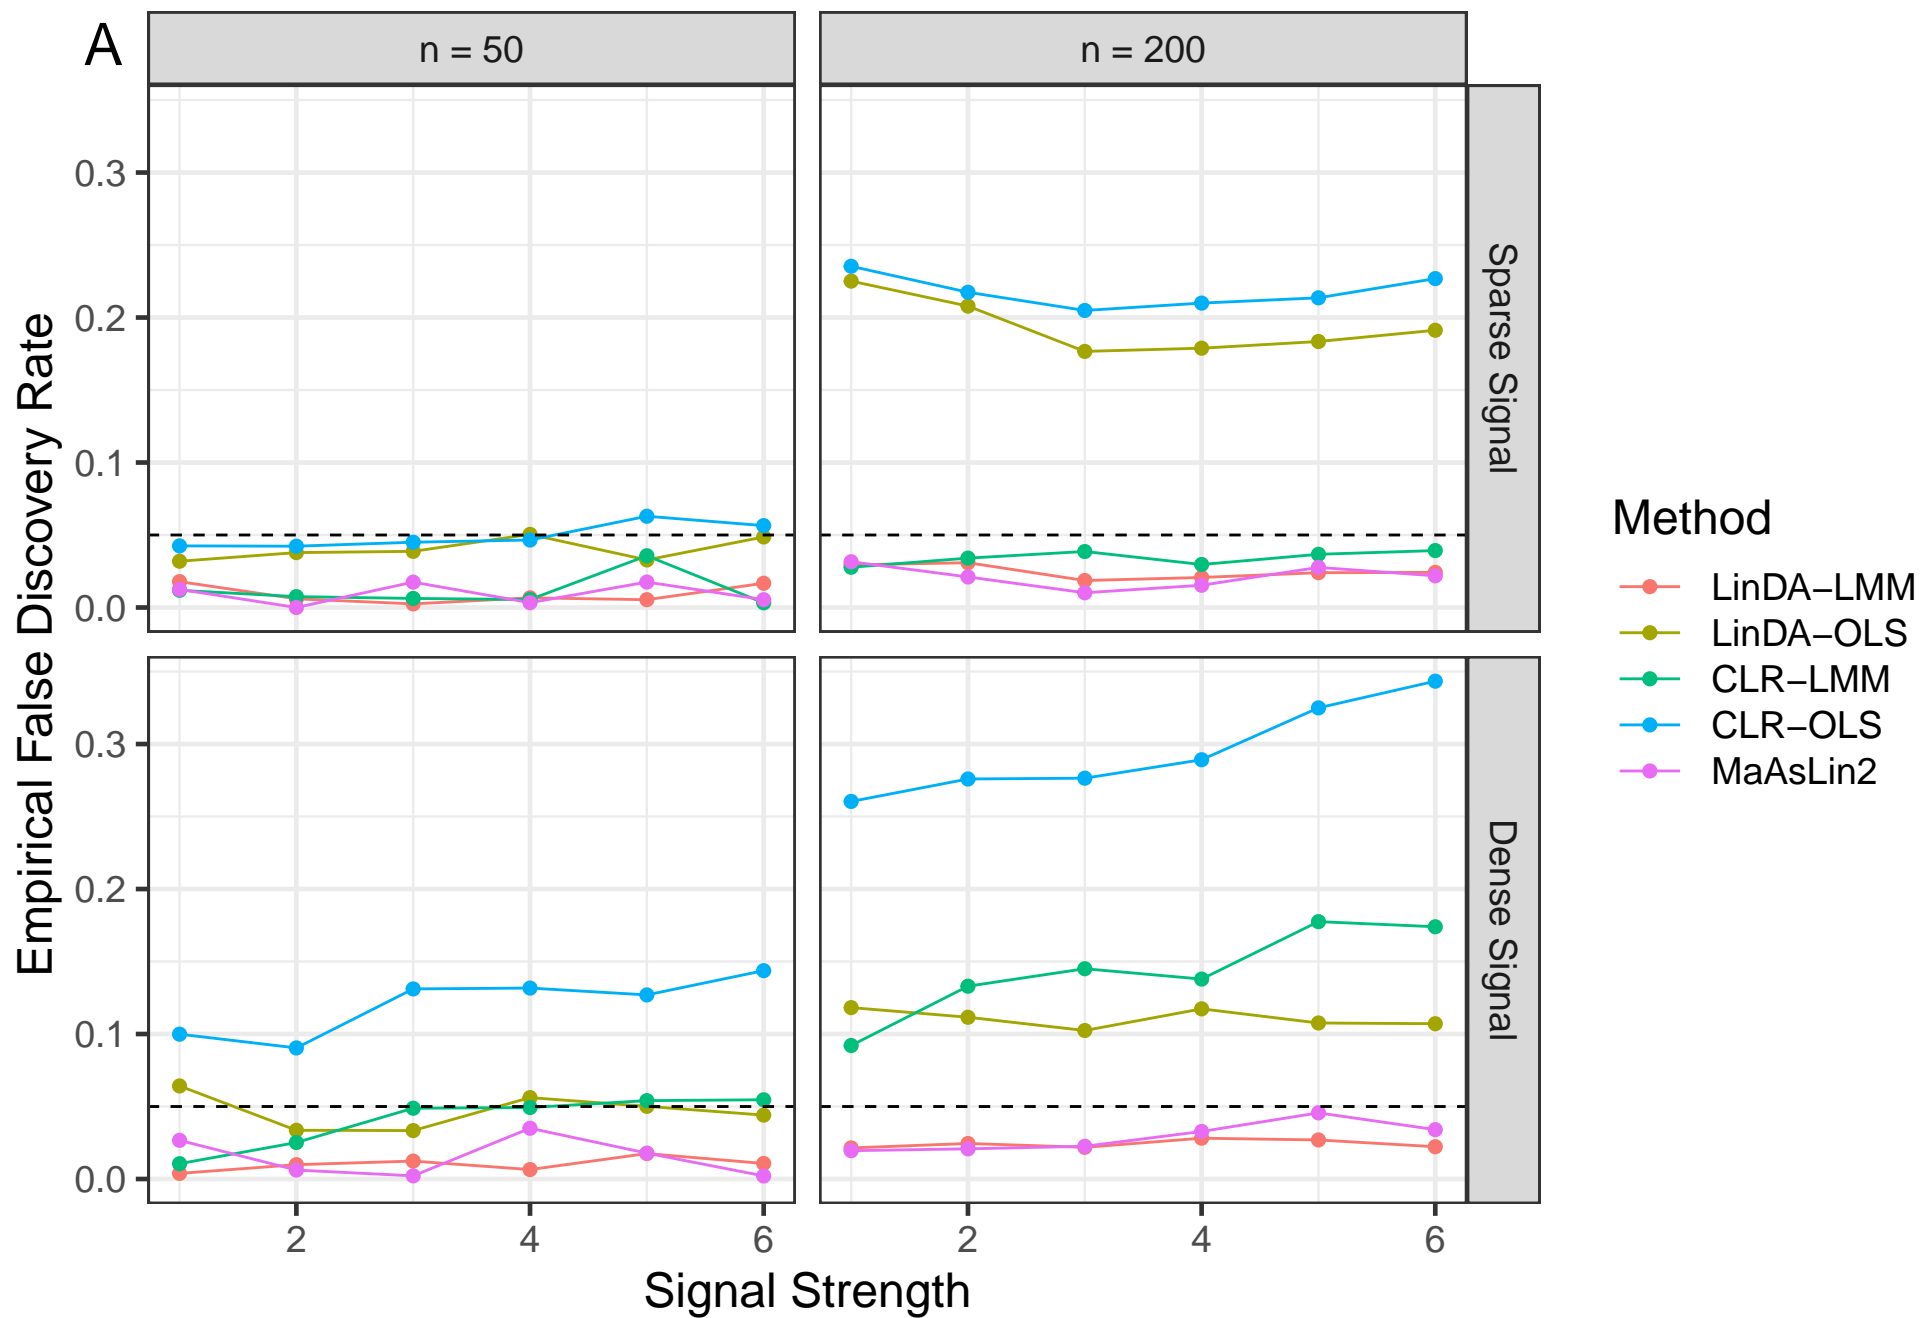 A
n = 50
n = 200
Empirical False Discovery Rate
0.3
0.2
0.1
0.0
Sparse Signal
0.3
0.2
0.1
0.0
Dense Signal
2
4
6
2
4
6
Signal Strength
Method
LinDA−LMM
LinDA−OLS
CLR−LMM
CLR−OLS
MaAsLin2